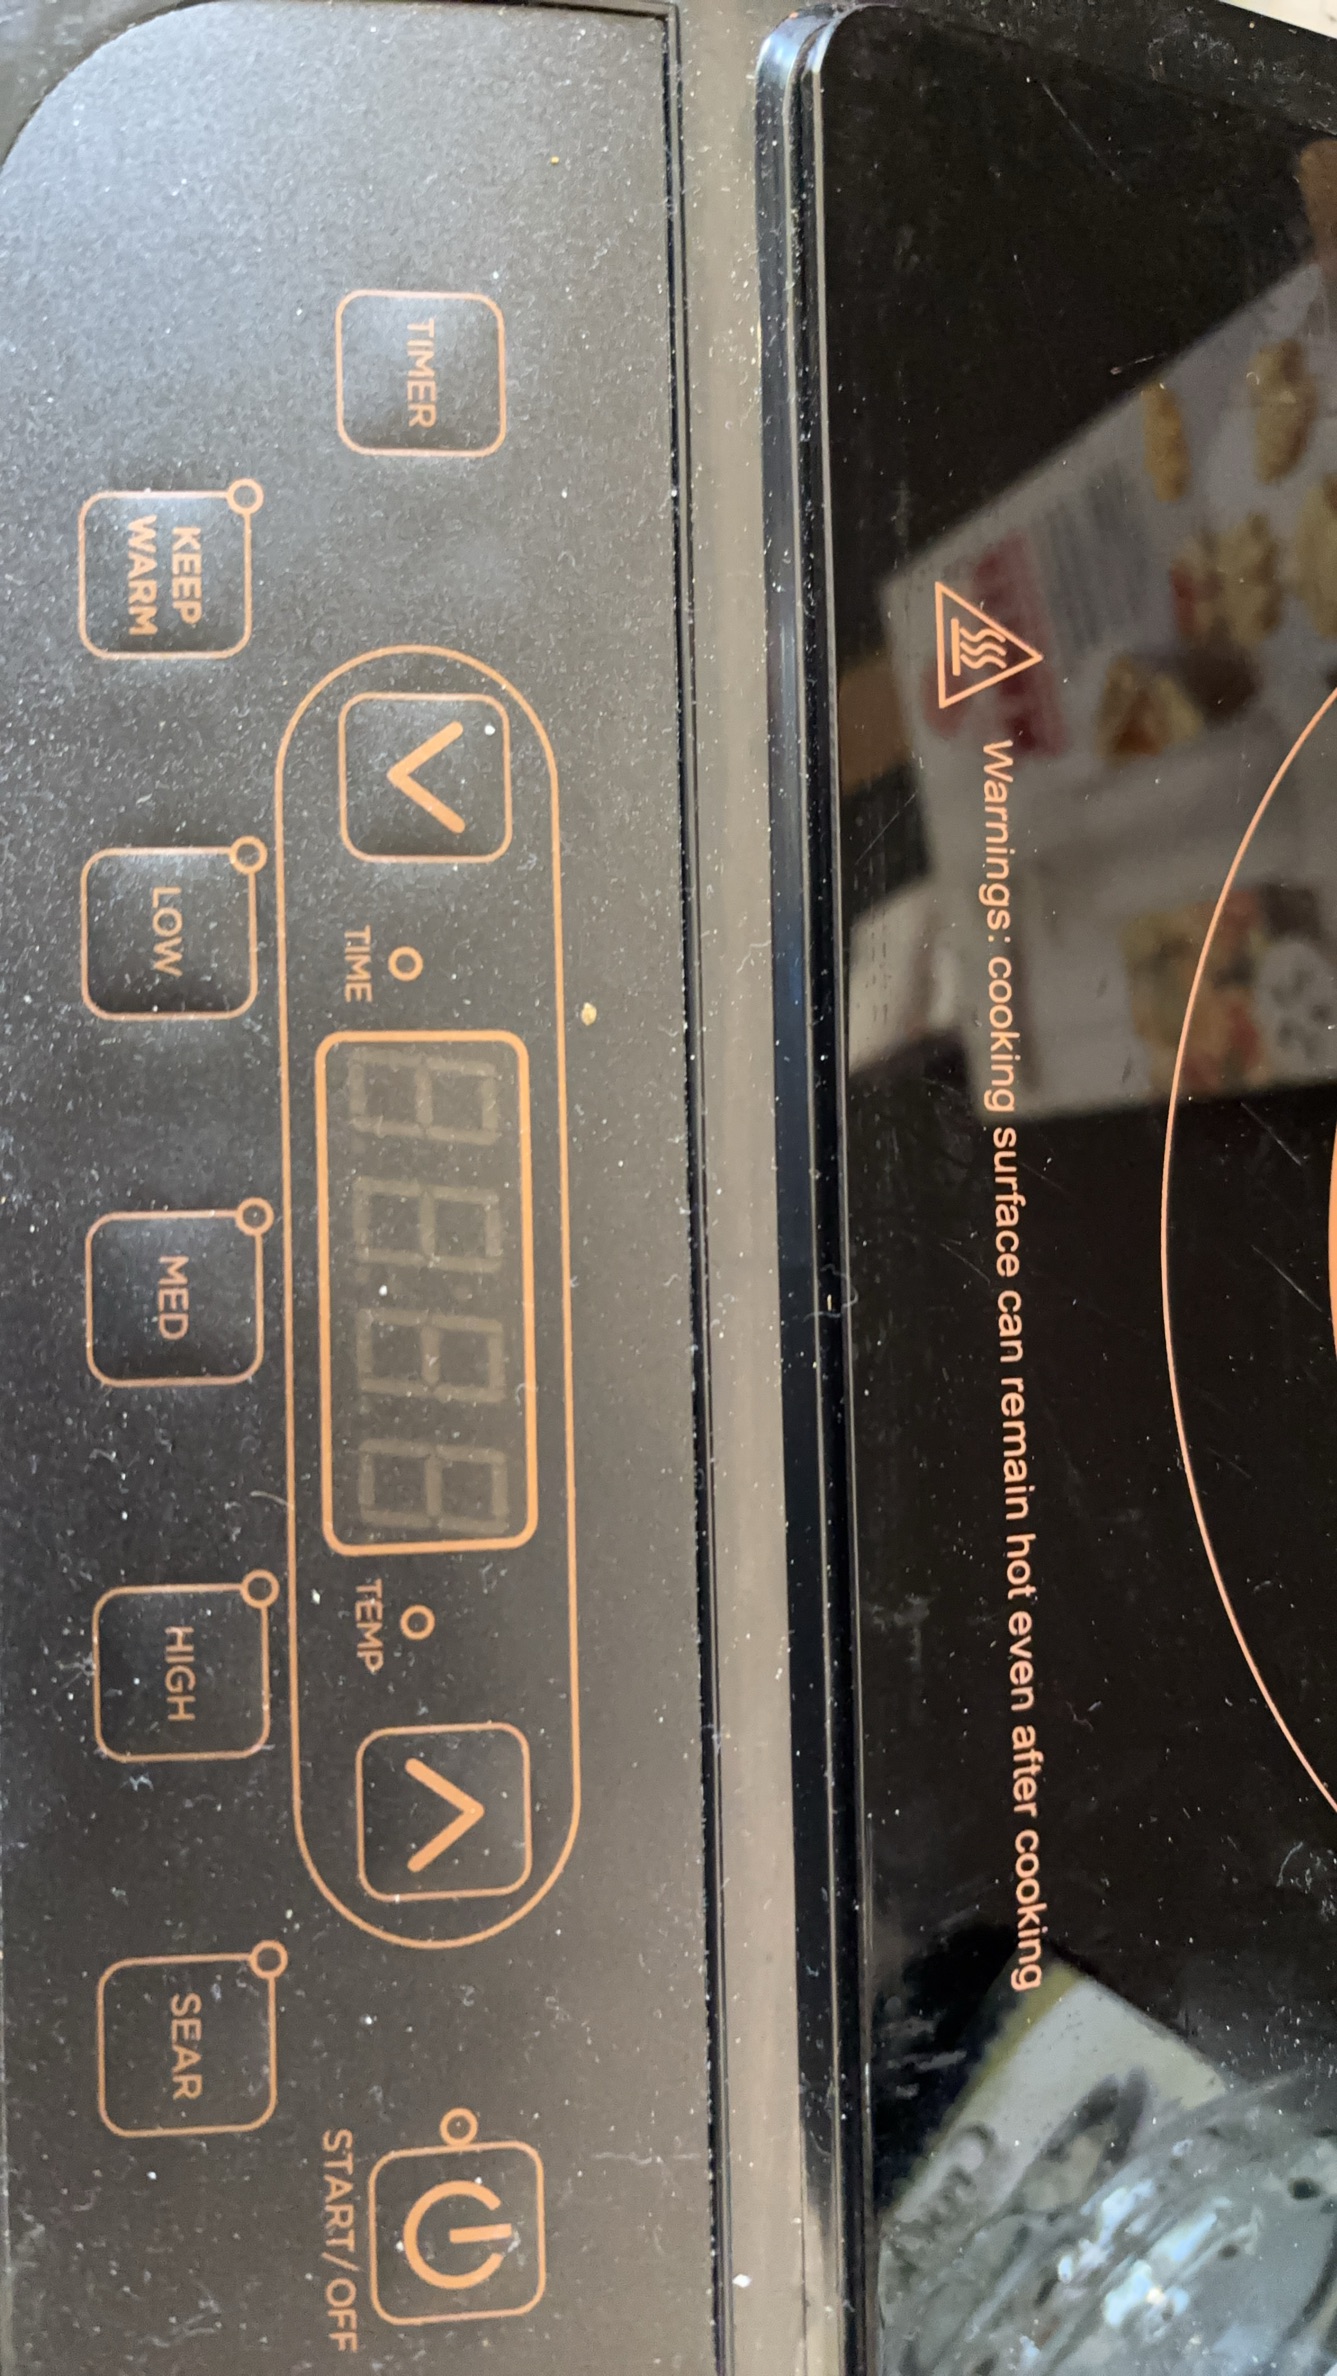 Warnings: cooking surface can remain hot even after cooking
TIMER
TIME
TEMP
START/OFF
KEEP
WARM
LOW
MED
HIGH
SEAR